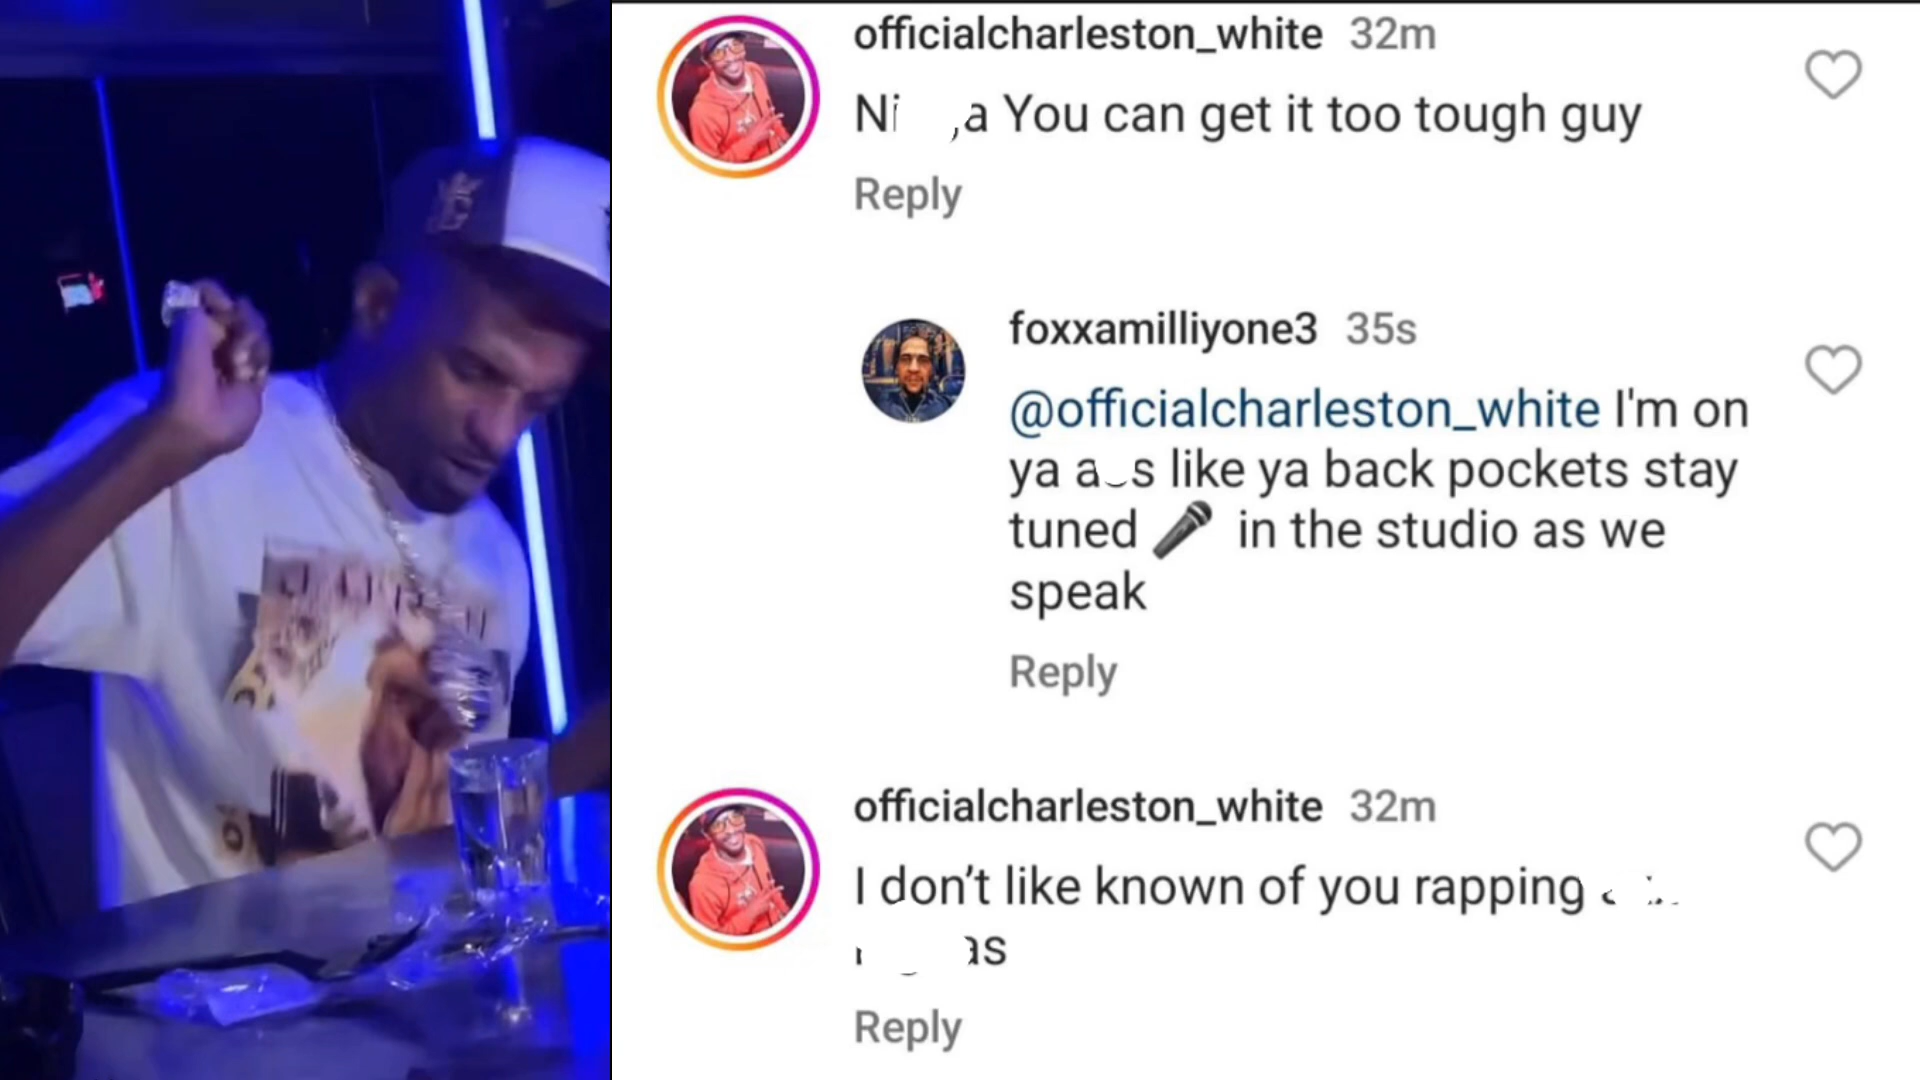 officialcharleston_white 32m
You can get it too tough guy
Reply
foxxamilliyone3 35s
@officialcharleston_white I'm on
ya a s like ya back pockets stay
tuned 🎤 in the studio as we
speak
Reply
officialcharleston_white 32m
I don't like known of you rapping
Reply